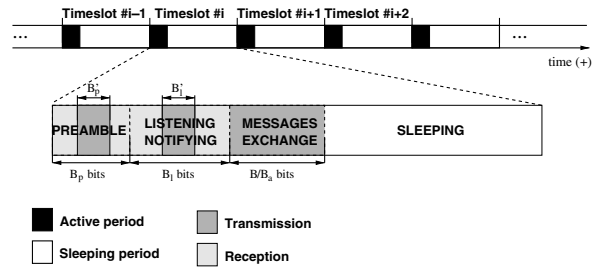 Timeslot #i–1 Timeslot #i Timeslot #i+1 Timeslot #i+2
... ...
time (+)
B'p B'l
PREAMBLE LISTENING NOTIFYING MESSAGES EXCHANGE SLEEPING
Bp bits Bl bits B/Ba bits
Active period Transmission
Sleeping period Reception